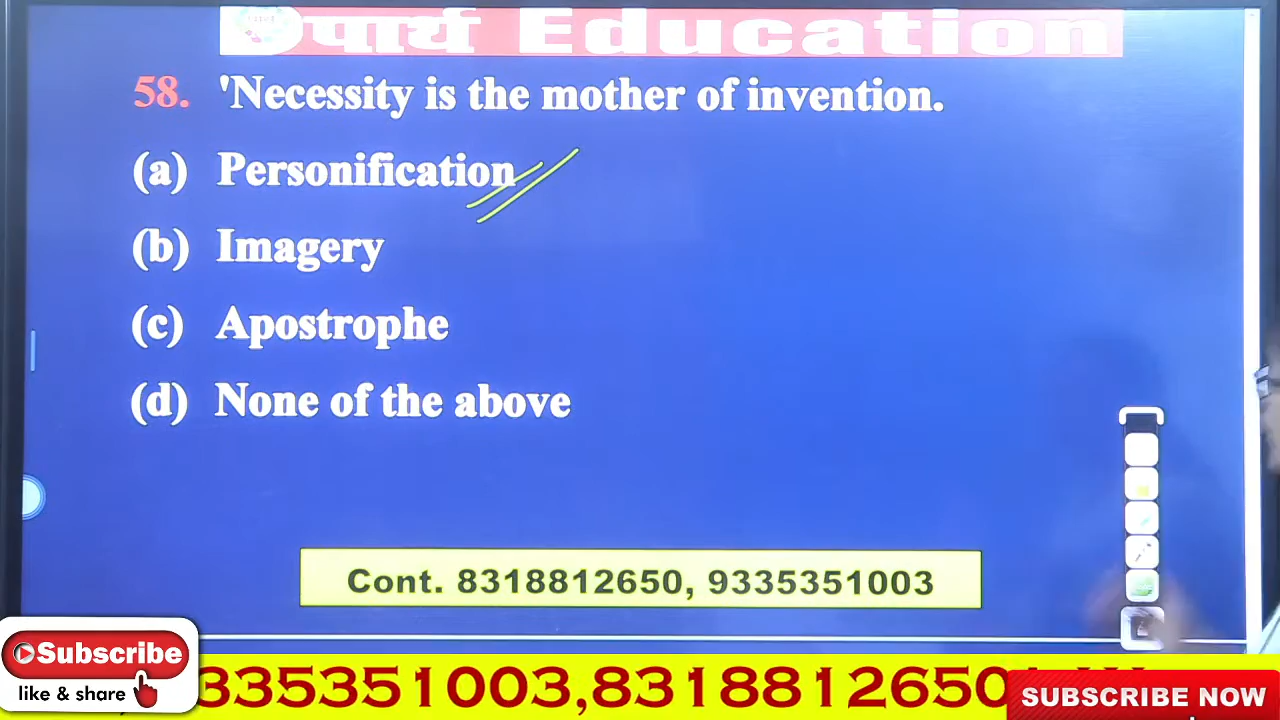 पार्य Education
58. 'Necessity is the mother of invention.
(a) Personification
(b) Imagery
(c) Apostrophe
(d) None of the above
Cont. 8318812650, 9335351003
Subscribe
like & share
335351003,8318812650
SUBSCRIBE NOW